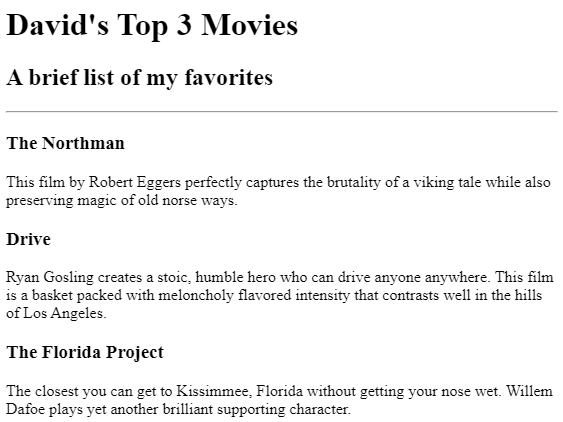 David's Top 3 Movies
A brief list of my favorites
The Northman
This film by Robert Eggers perfectly captures the brutality of a viking tale while also
preserving magic of old norse ways.
Drive
Ryan Gosling creates a stoic, humble hero who can drive anyone anywhere. This film
is a basket packed with meloncholy flavored intensity that contrasts well in the hills
of Los Angeles.
The Florida Project
The closest you can get to Kissimmee, Florida without getting your nose wet. Willem
Dafoe plays yet another brilliant supporting character.